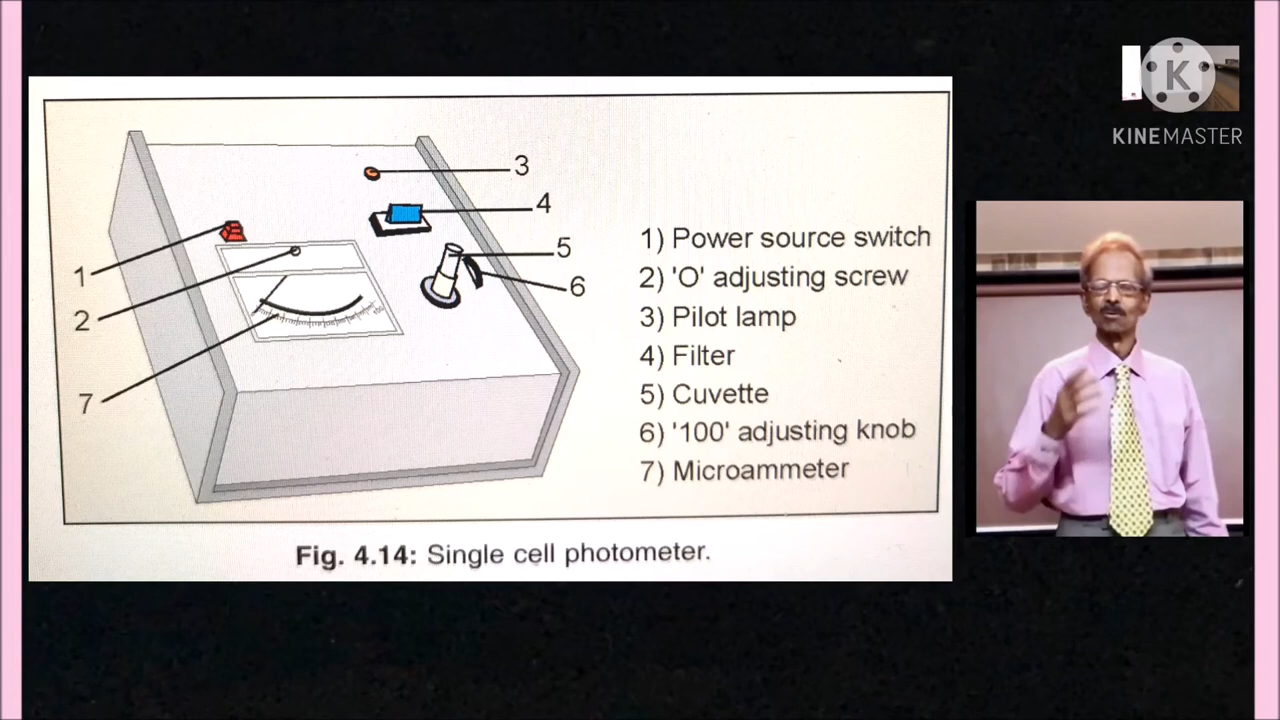 K
KINEMASTER
3
4
5
6
1
2
7
1) Power source switch
2) 'O' adjusting screw
3) Pilot lamp
4) Filter
5) Cuvette
6) '100' adjusting knob
7) Microammeter
Fig. 4.14: Single cell photometer.